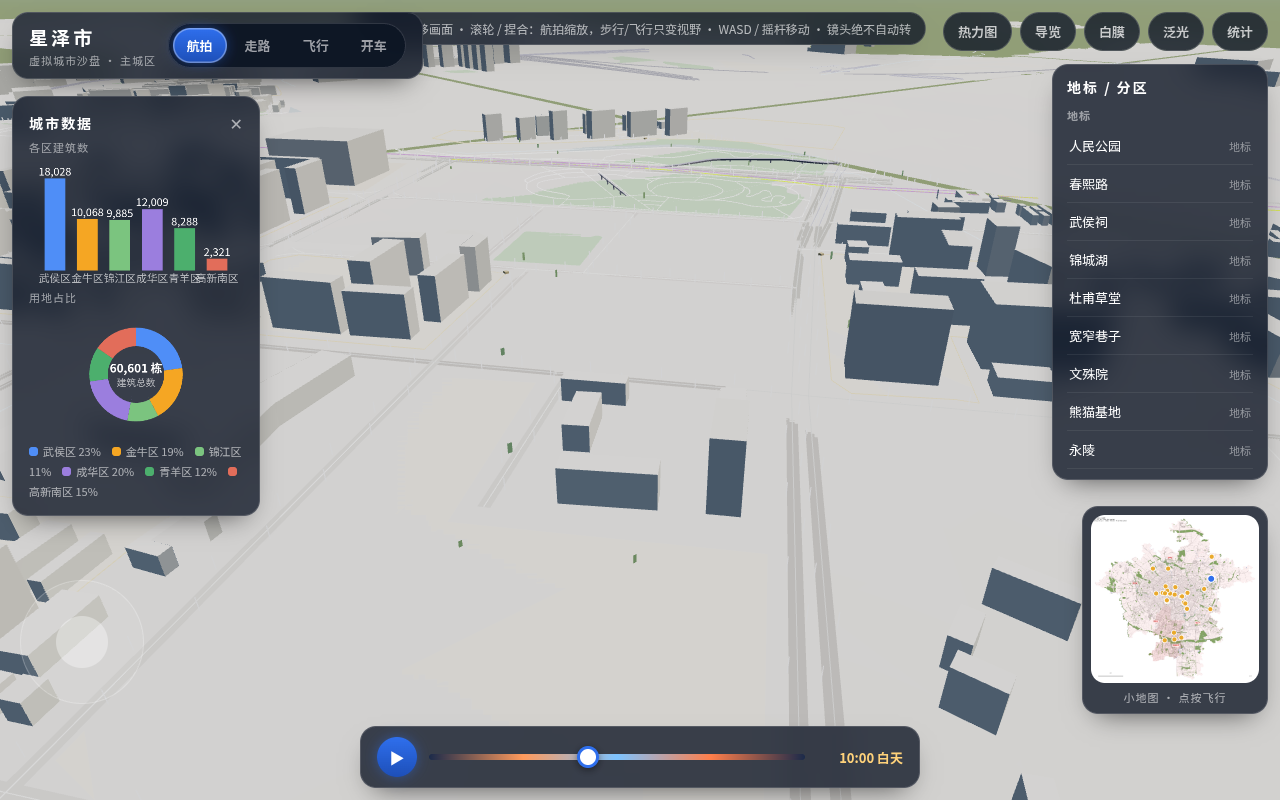 星泽市
虚拟城市沙盘 · 主城区
航拍
走路
飞行
开车
画面 · 滚轮 / 捏合：航拍缩放，步行/飞行只变视野 · WASD / 摇杆移动 · 镜头绝不自动转
热力图
导览
白膜
泛光
统计
城市数据
×
各区建筑数
18,028
10,068
9,885
12,009
8,288
2,321
武侯区
金牛区
锦江区
成华区
青羊区
高新南区
用地占比
60,601 栋
建筑总数
武侯区 23% 金牛区 19% 锦江区
11% 成华区 20% 青羊区 12%
高新南区 15%
地标 / 分区
地标
人民公园 地标
春熙路 地标
武侯祠 地标
锦城湖 地标
杜甫草堂 地标
宽窄巷子 地标
文殊院 地标
熊猫基地 地标
永陵 地标
小地图 · 点按飞行
10:00 白天